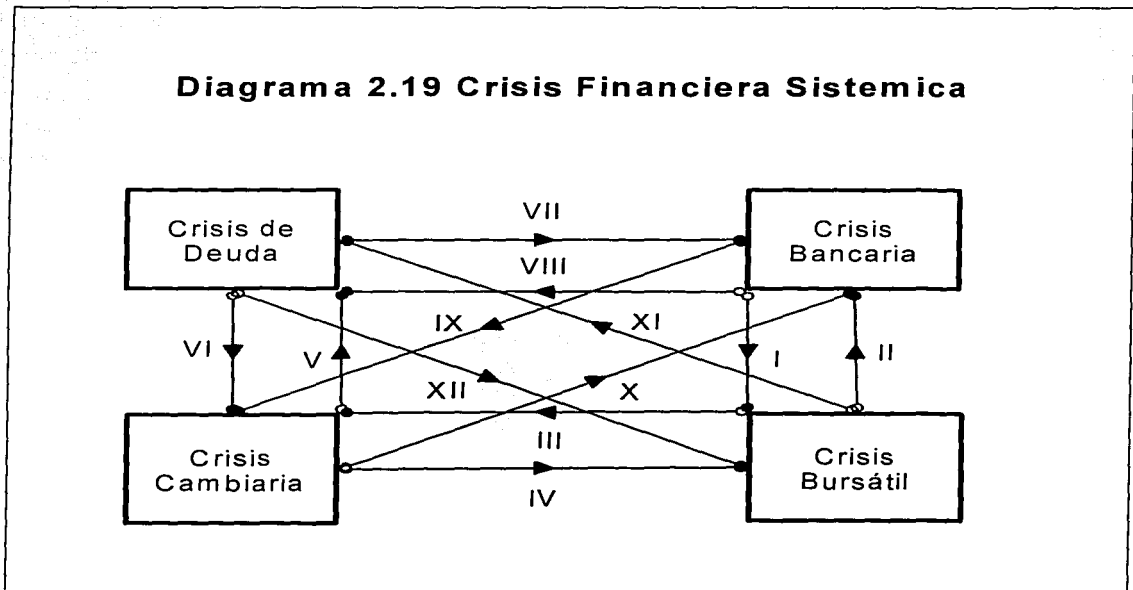 Diagrama 2.19 Crisis Financiera Sistemica
Crisis de
Deuda
VII
VIII
Crisis
Bancaria
VI
V
IX
XI
I
II
XII
X
III
IV
Crisis
Cambiaria
Crisis
Bursátil